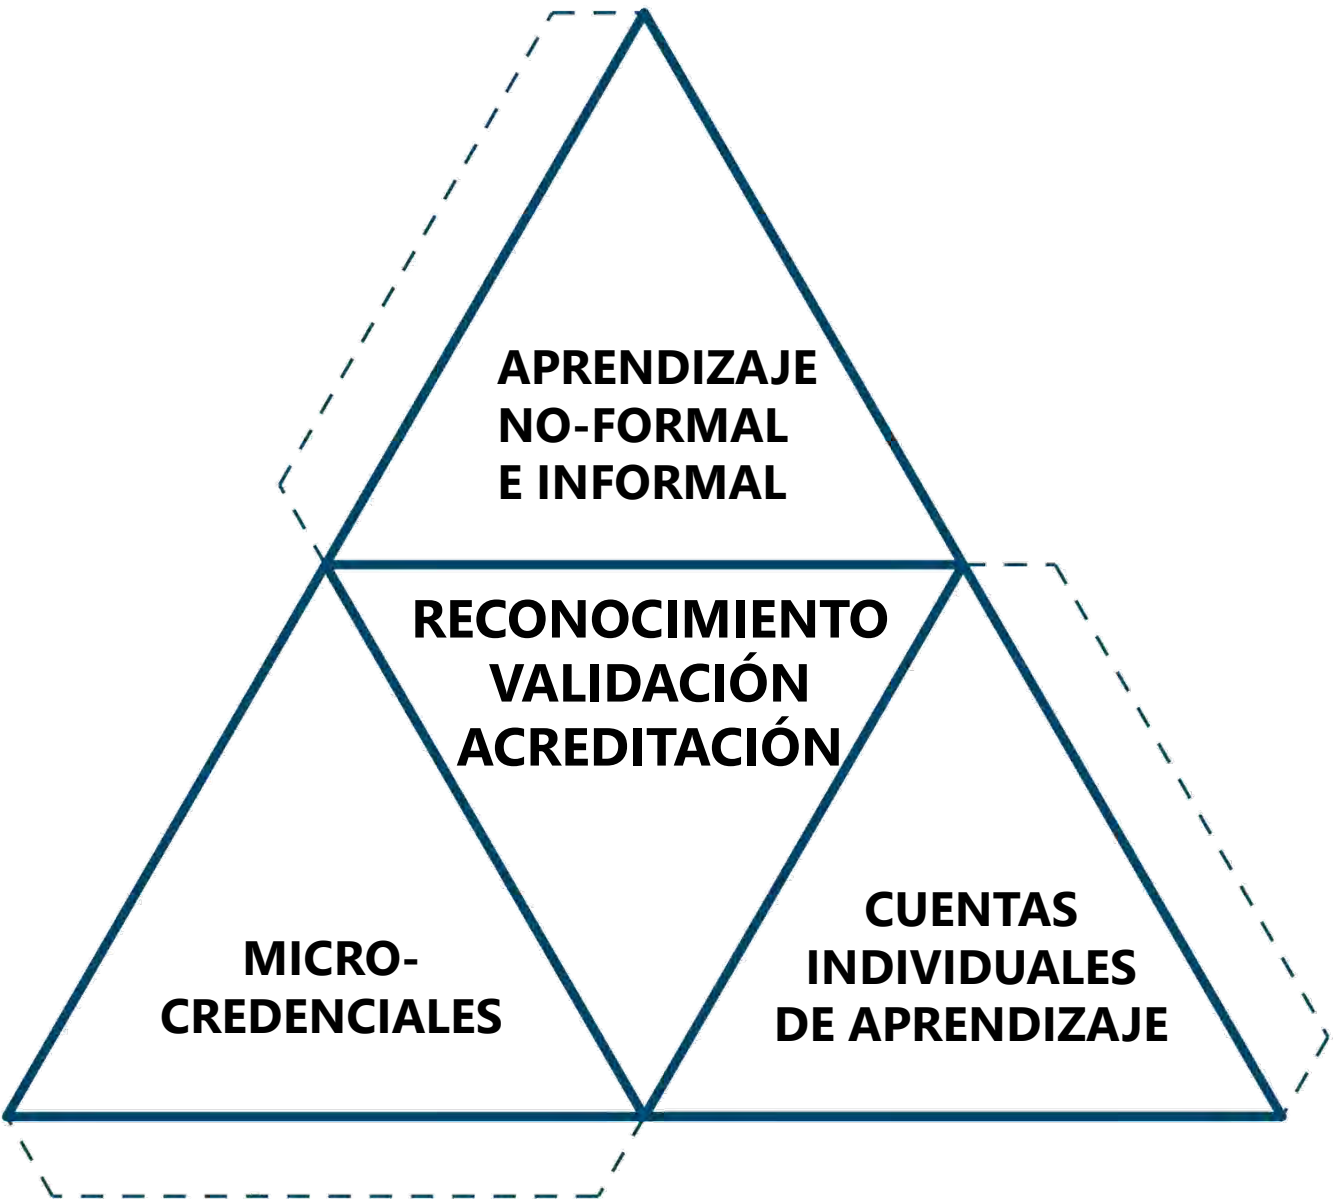 APRENDIZAJE
NO-FORMAL
E INFORMAL
RECONOCIMIENTO
VALIDACIÓN
ACREDITACIÓN
MICRO-
CREDENCIALES
CUENTAS
INDIVIDUALES
DE APRENDIZAJE